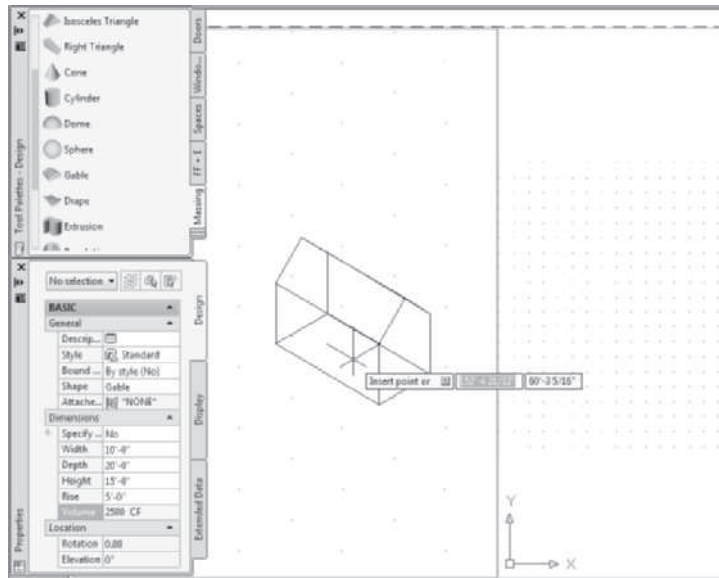 Isosceles Triangle
Right Triangle
Cone
Cylinder
Dome
Sphere
Gable
Drape
Extrusion
Doors
Windo...
Spaces
FF + E
Massing
Tool Palettes - Design
No selection
BASIC
General
Descrip...
Style Standard
Bound ... By style (No)
Shape Gable
Attache... "NONE"
Dimensions
Specify ... No
Width 10'-0"
Depth 20'-0"
Height 15'-0"
Rise 5'-0"
Volume 2500 CF
Location
Rotation 0.00
Elevation 0"
Design
Display
Extended Data
Properties
Insert point or
60'-3 5/16"
Y
X